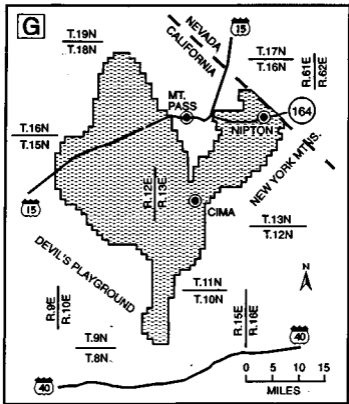 G
T.19N
T.18N
NEVADA
CALIFORNIA
15
T.17N
T.16N
R.61E
R.62E
MT.
PASS
164
NIPTON
T.16N
T.15N
NEW YORK MTNS.
R.12E
R.13E
CIMA
15
T.13N
T.12N
DEVIL'S PLAYGROUND
N
R.9E
R.10E
T.11N
T.10N
R.15E
R.16E
T.9N
T.8N
40
0 5 10 15
MILES
40